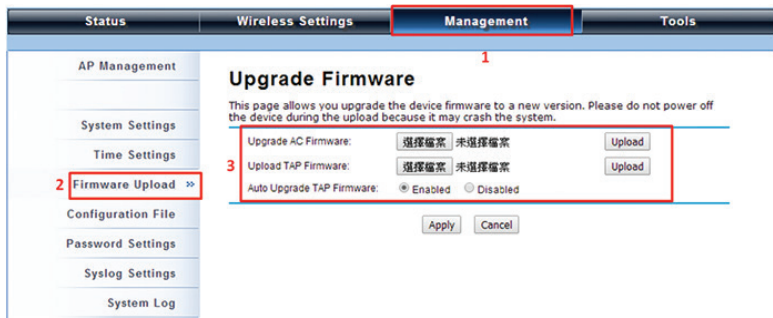 Status Wireless Settings Management Tools
1
AP Management
System Settings
Time Settings
2 Firmware Upload »
Configuration File
Password Settings
Syslog Settings
System Log
Upgrade Firmware
This page allows you upgrade the device firmware to a new version. Please do not power off
the device during the upload because it may crash the system.
3
Upgrade AC Firmware: 選擇檔案 未選擇檔案 Upload
Upload TAP Firmware: 選擇檔案 未選擇檔案 Upload
Auto Upgrade TAP Firmware: Enabled Disabled
Apply Cancel